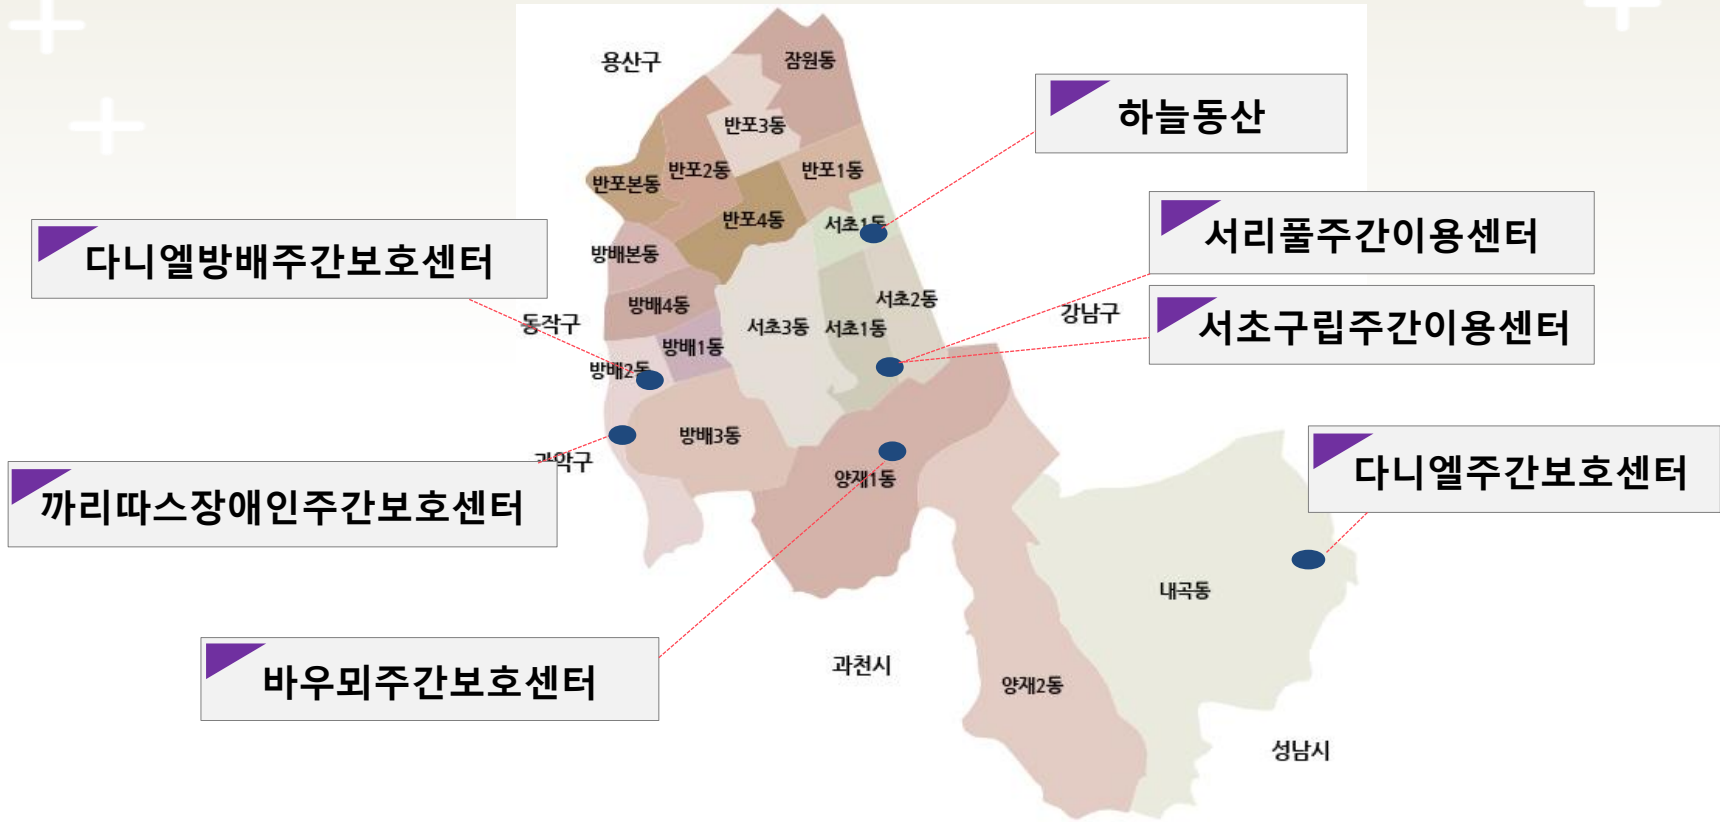 용산구
잠원동
하늘동산
반포3동
반포2동
반포1동
반포본동
반포4동
서초1동
서리풀주간이용센터
다니엘방배주간보호센터
방배본동
방배4동
서초2동
동작구
서초3동
서초1동
강남구
서초구립주간이용센터
방배1동
방배2동
방배3동
관악구
양재1동
다니엘주간보호센터
까리따스장애인주간보호센터
내곡동
바우뫼주간보호센터
과천시
양재2동
성남시